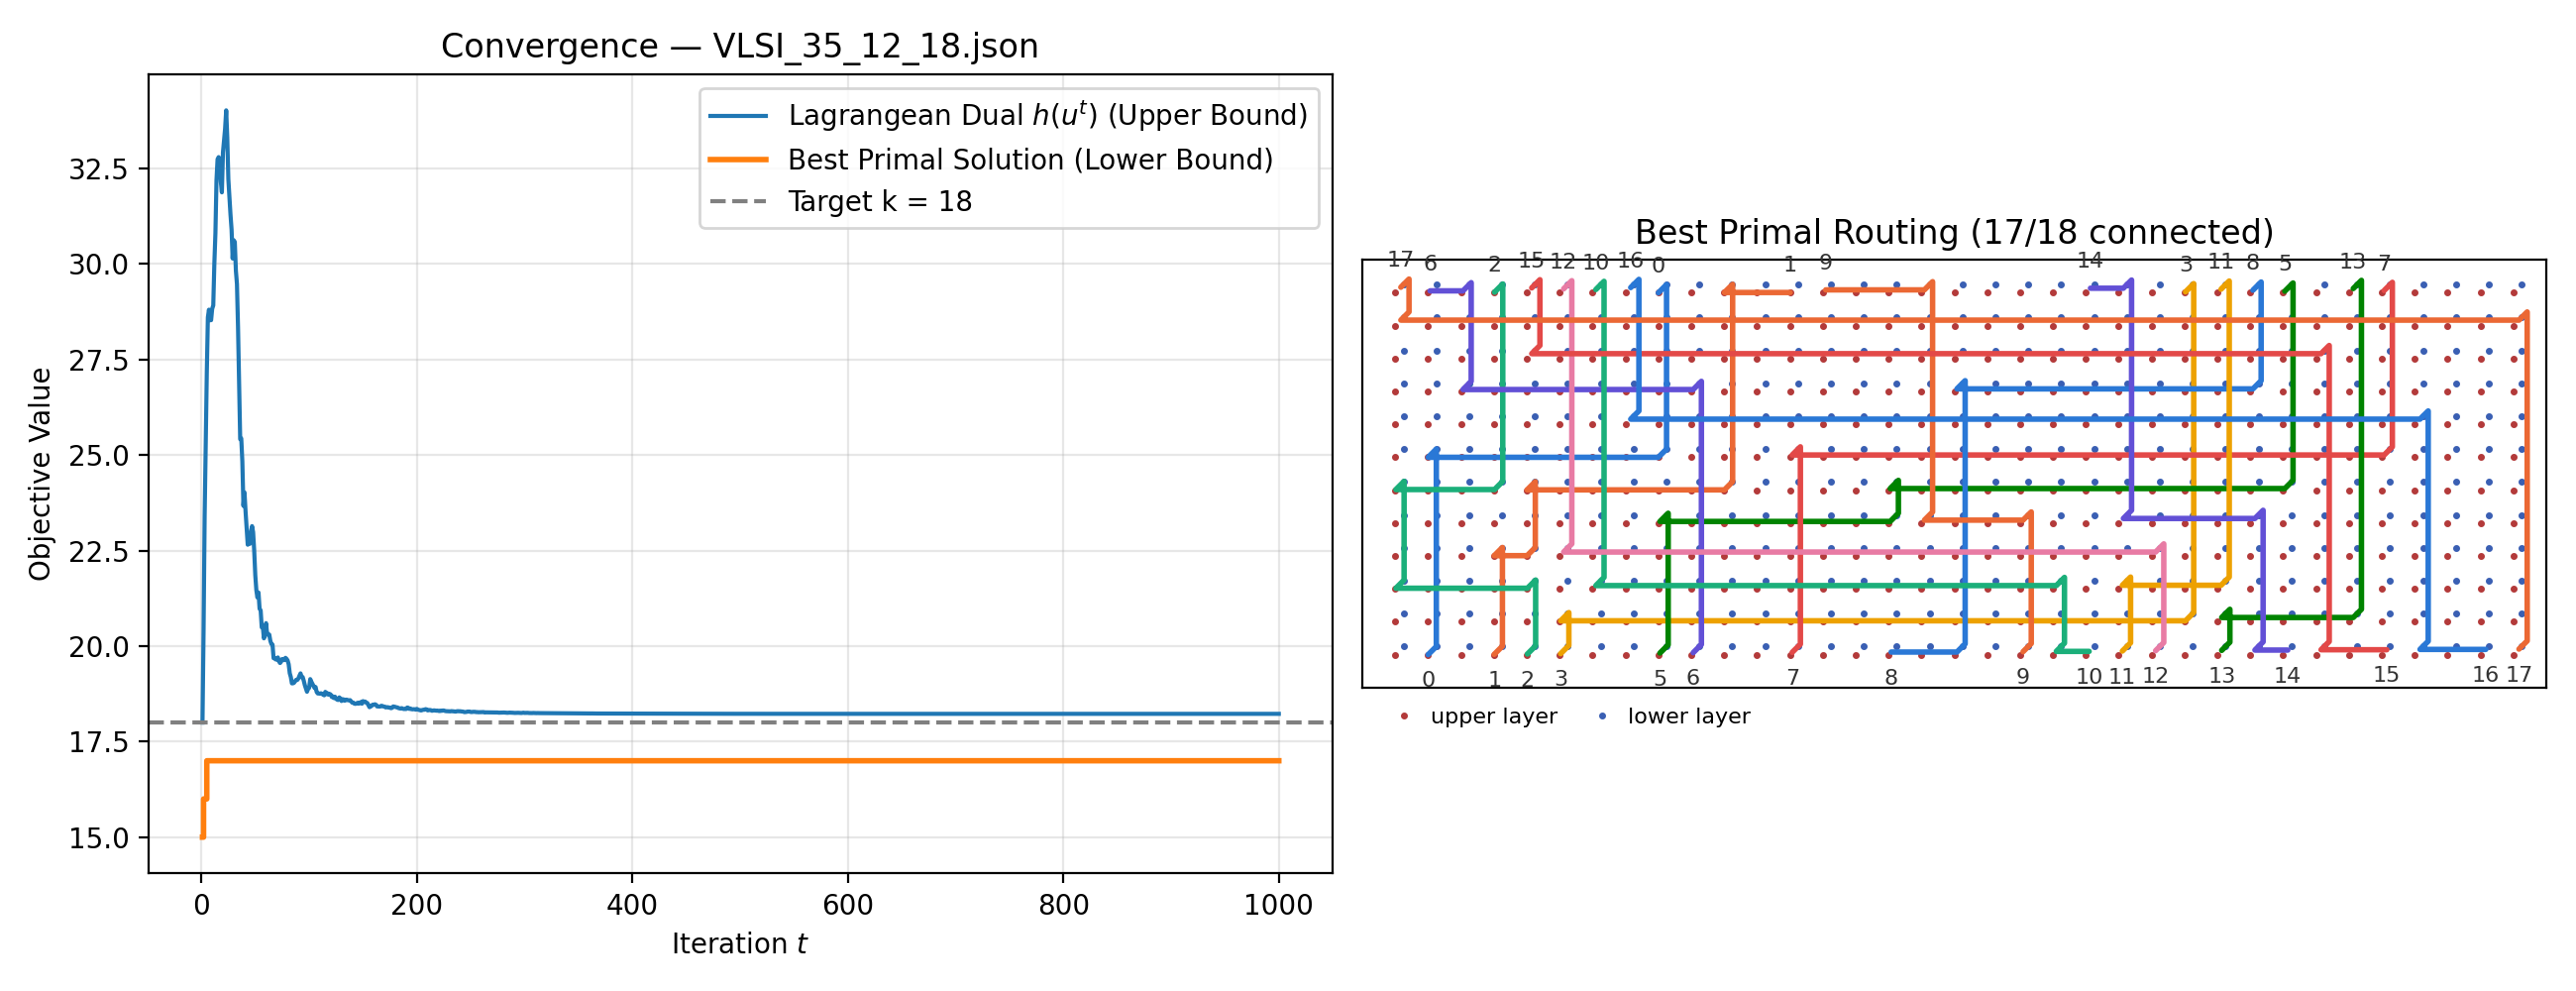 Convergence — VLSI_35_12_18.json
Lagrangean Dual h(u^t) (Upper Bound)
Best Primal Solution (Lower Bound)
Target k = 18
32.5
30.0
27.5
25.0
22.5
20.0
17.5
15.0
Objective Value
0 200 400 600 800 1000
Iteration t
Best Primal Routing (17/18 connected)
17 6 2 15 12 10 16 0 1 9 14 3 11 8 5 13 7
0 1 2 3 5 6 7 8 9 10 11 12 13 14 15 16 17
upper layer lower layer